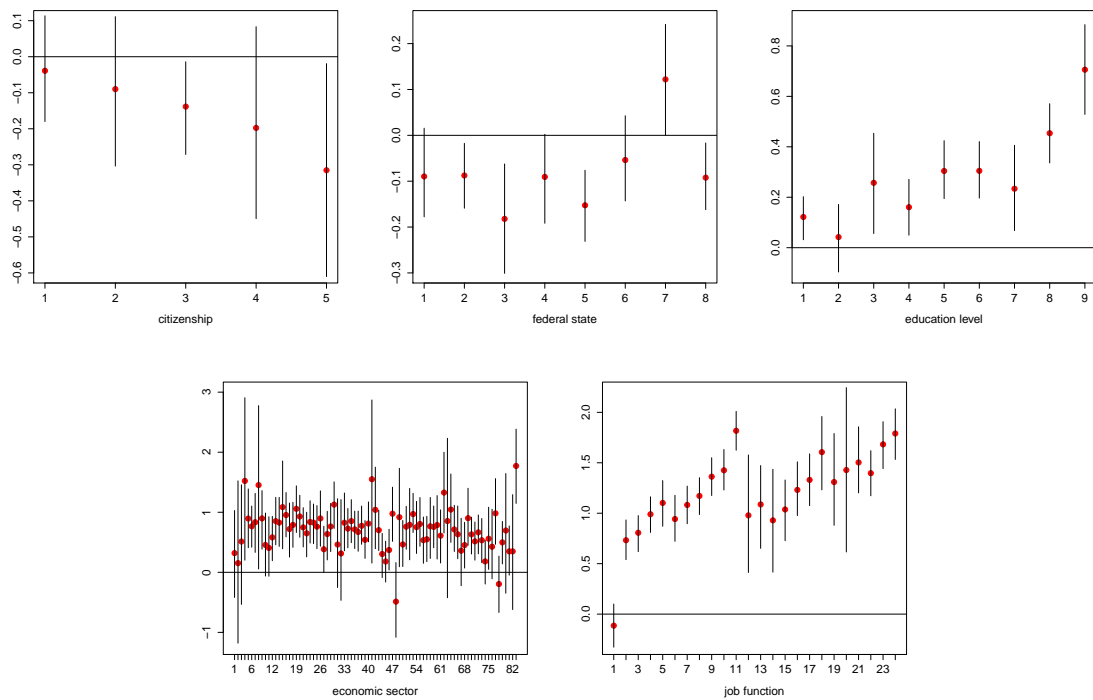 0.1
0.0
−0.1
−0.2
−0.3
−0.4
−0.5
−0.6
1 2 3 4 5
citizenship
0.2
0.1
0.0
−0.1
−0.2
−0.3
1 2 3 4 5 6 7 8
federal state
0.8
0.6
0.4
0.2
0.0
1 2 3 4 5 6 7 8 9
education level
3
2
1
0
−1
1 6 12 19 26 33 40 47 54 61 68 75 82
economic sector
2.0
1.5
1.0
0.5
0.0
1 3 5 7 9 11 13 15 17 19 21 23
job function